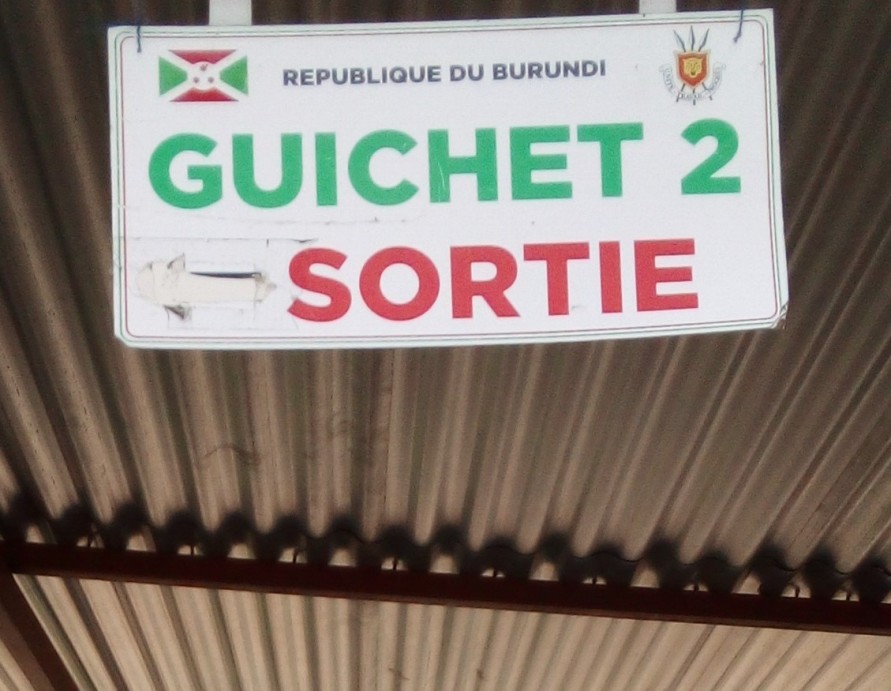 REPUBLIQUE DU BURUNDI
GUICHET 2
SORTIE